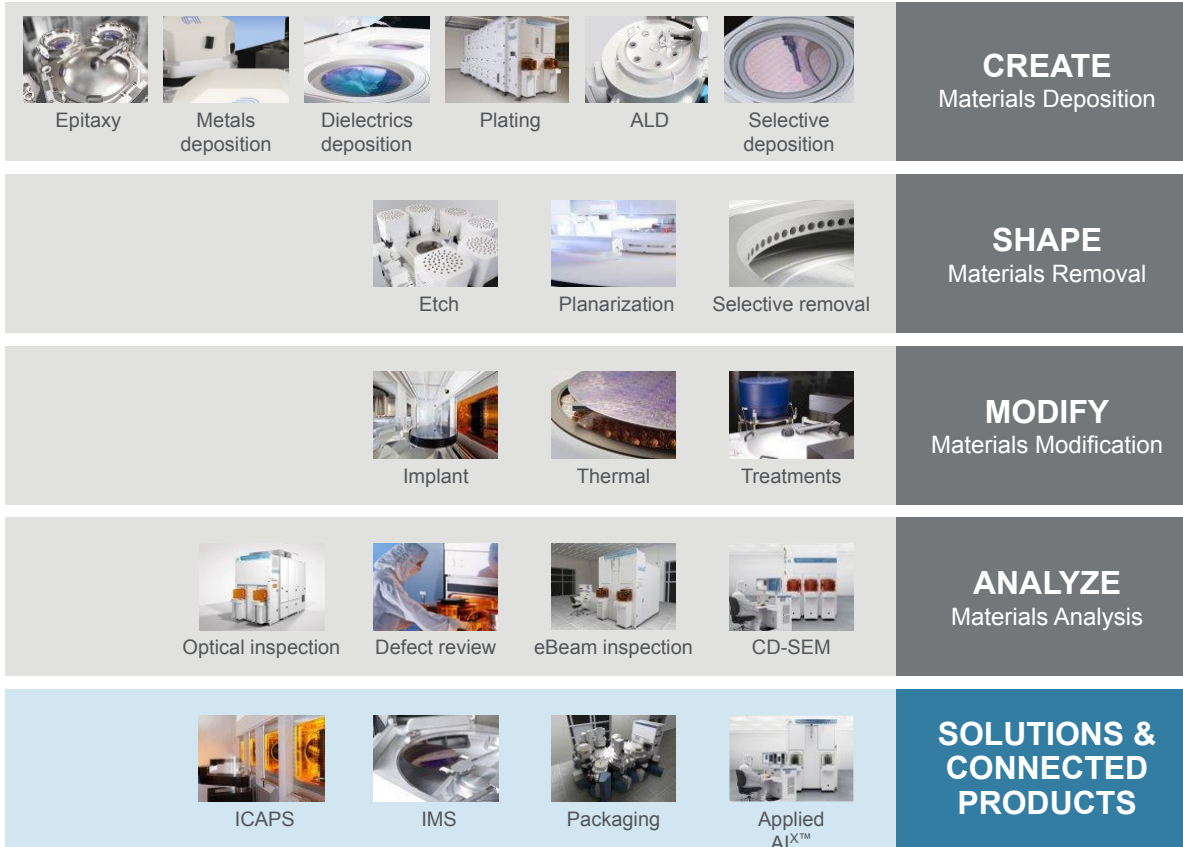 Epitaxy
Metals
deposition
Dielectrics
deposition
Plating
ALD
Selective
deposition
CREATE
Materials Deposition
Etch
Planarization
Selective removal
SHAPE
Materials Removal
Implant
Thermal
Treatments
MODIFY
Materials Modification
Optical inspection
Defect review
eBeam inspection
CD-SEM
ANALYZE
Materials Analysis
ICAPS
IMS
Packaging
Applied
AIX™
SOLUTIONS &
CONNECTED
PRODUCTS